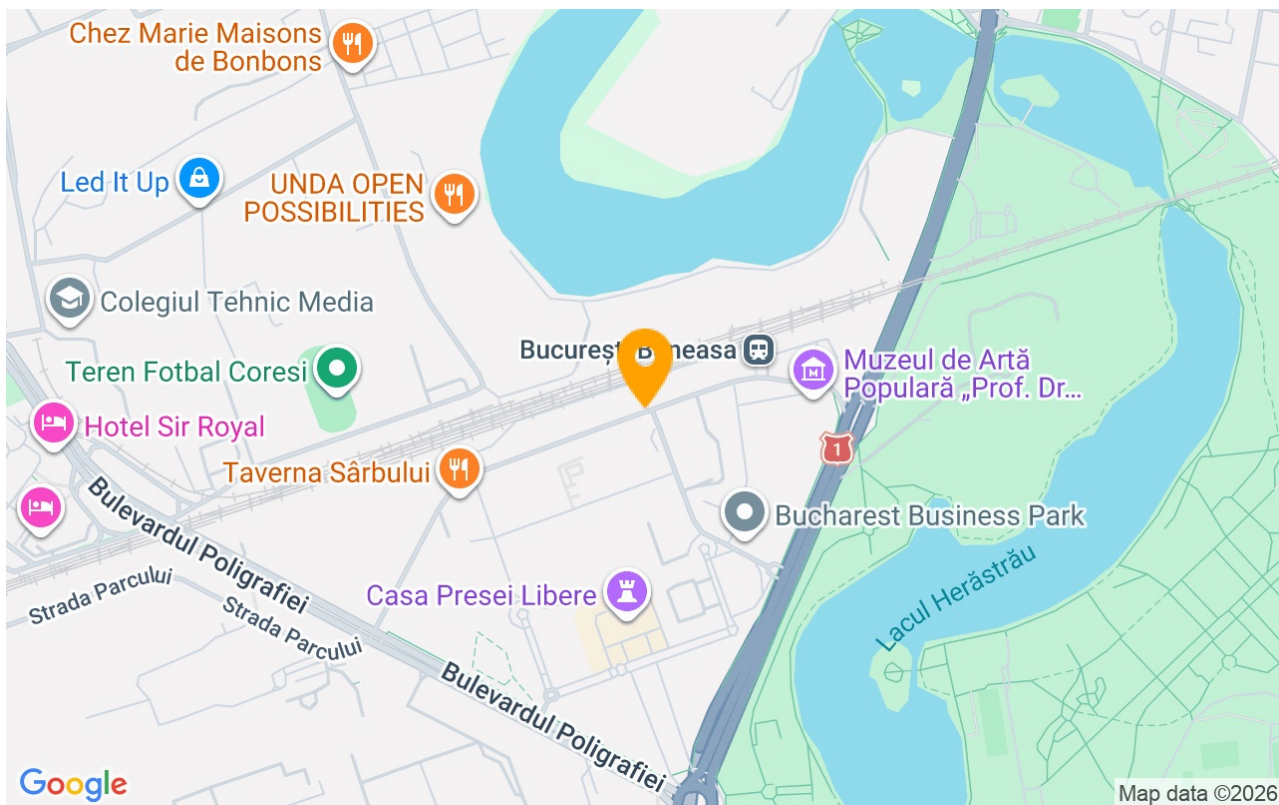 Chez Marie Maisons
de Bonbons
Led It Up
UNDA OPEN
POSSIBILITIES
Colegiul Tehnic Media
București
Muzeul de Artă
Populară „Prof. Dr...
Teren Fotbal Coresi
Hotel Sir Royal
1
Taverna Sârbului
Bulevardul Poligrafiei
Bucharest Business Park
Strada Parcului
Strada Parcului
Casa Presei Libere
Lacul Herăstrău
Bulevardul Poligrafiei
Google
Map data ©2026